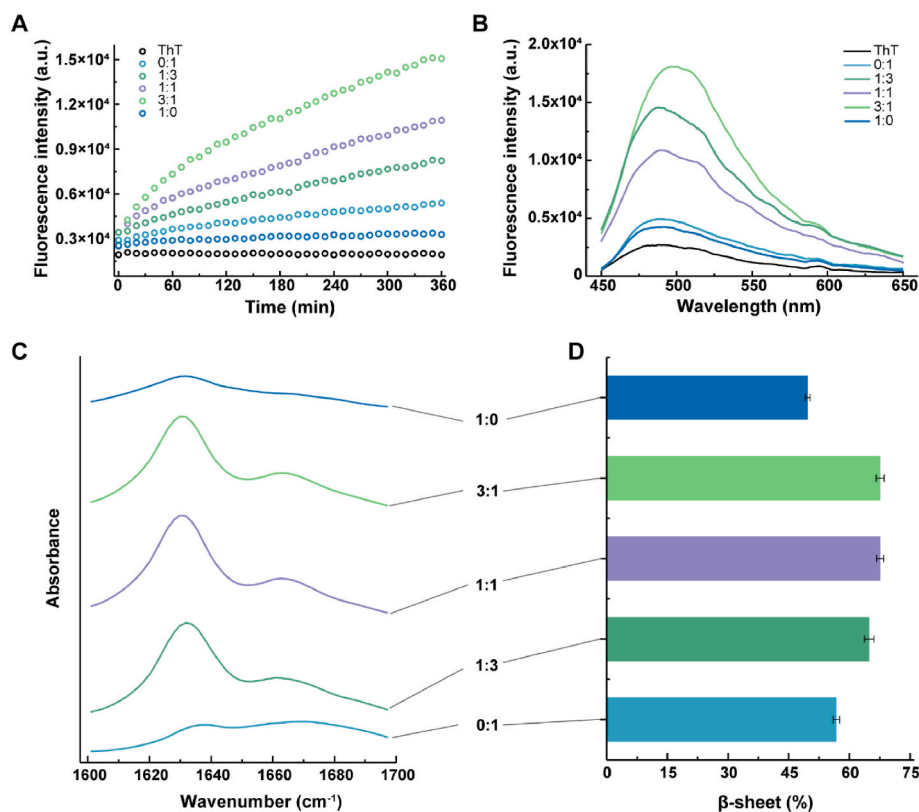 A
Fluorescence intensity (a.u.)
1.5×10⁴
1.2×10⁴
0.9×10⁴
0.6×10⁴
0.3×10⁴
ThT
0:1
1:3
1:1
3:1
1:0
0 60 120 180 240 300 360
Time (min)
B
Fluorenece intensity (a.u.)
2.0×10⁴
1.5×10⁴
1.0×10⁴
0.5×10⁴
0
ThT
0:1
1:3
1:1
3:1
1:0
450 500 550 600 650
Wavelength (nm)
C
Absorbance
1600 1620 1640 1660 1680 1700
Wavenumber (cm⁻¹)
1:0
3:1
1:1
1:3
0:1
D
0 15 30 45 60 75
β-sheet (%)